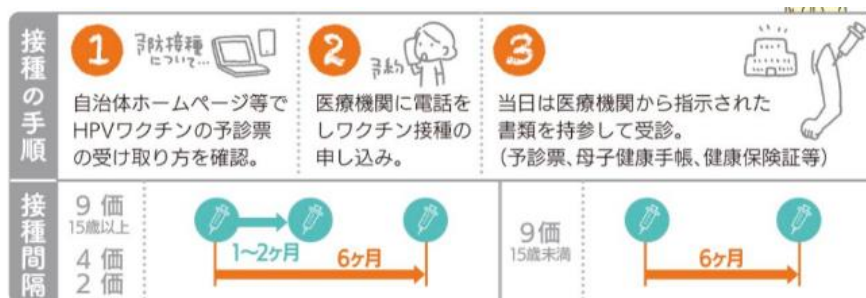 接種の手順
1
予防接種
について…
自治体ホームページ等で
HPVワクチンの予診票
の受け取り方を確認。
2
予約
医療機関に電話を
しワクチン接種の
申し込み。
3
当日は医療機関から指示された
書類を持参して受診。
(予診票、母子健康手帳、健康保険証等)
接種間隔
9価
15歳以上
4価
2価
1〜2ヶ月
6ヶ月
9価
15歳未満
6ヶ月